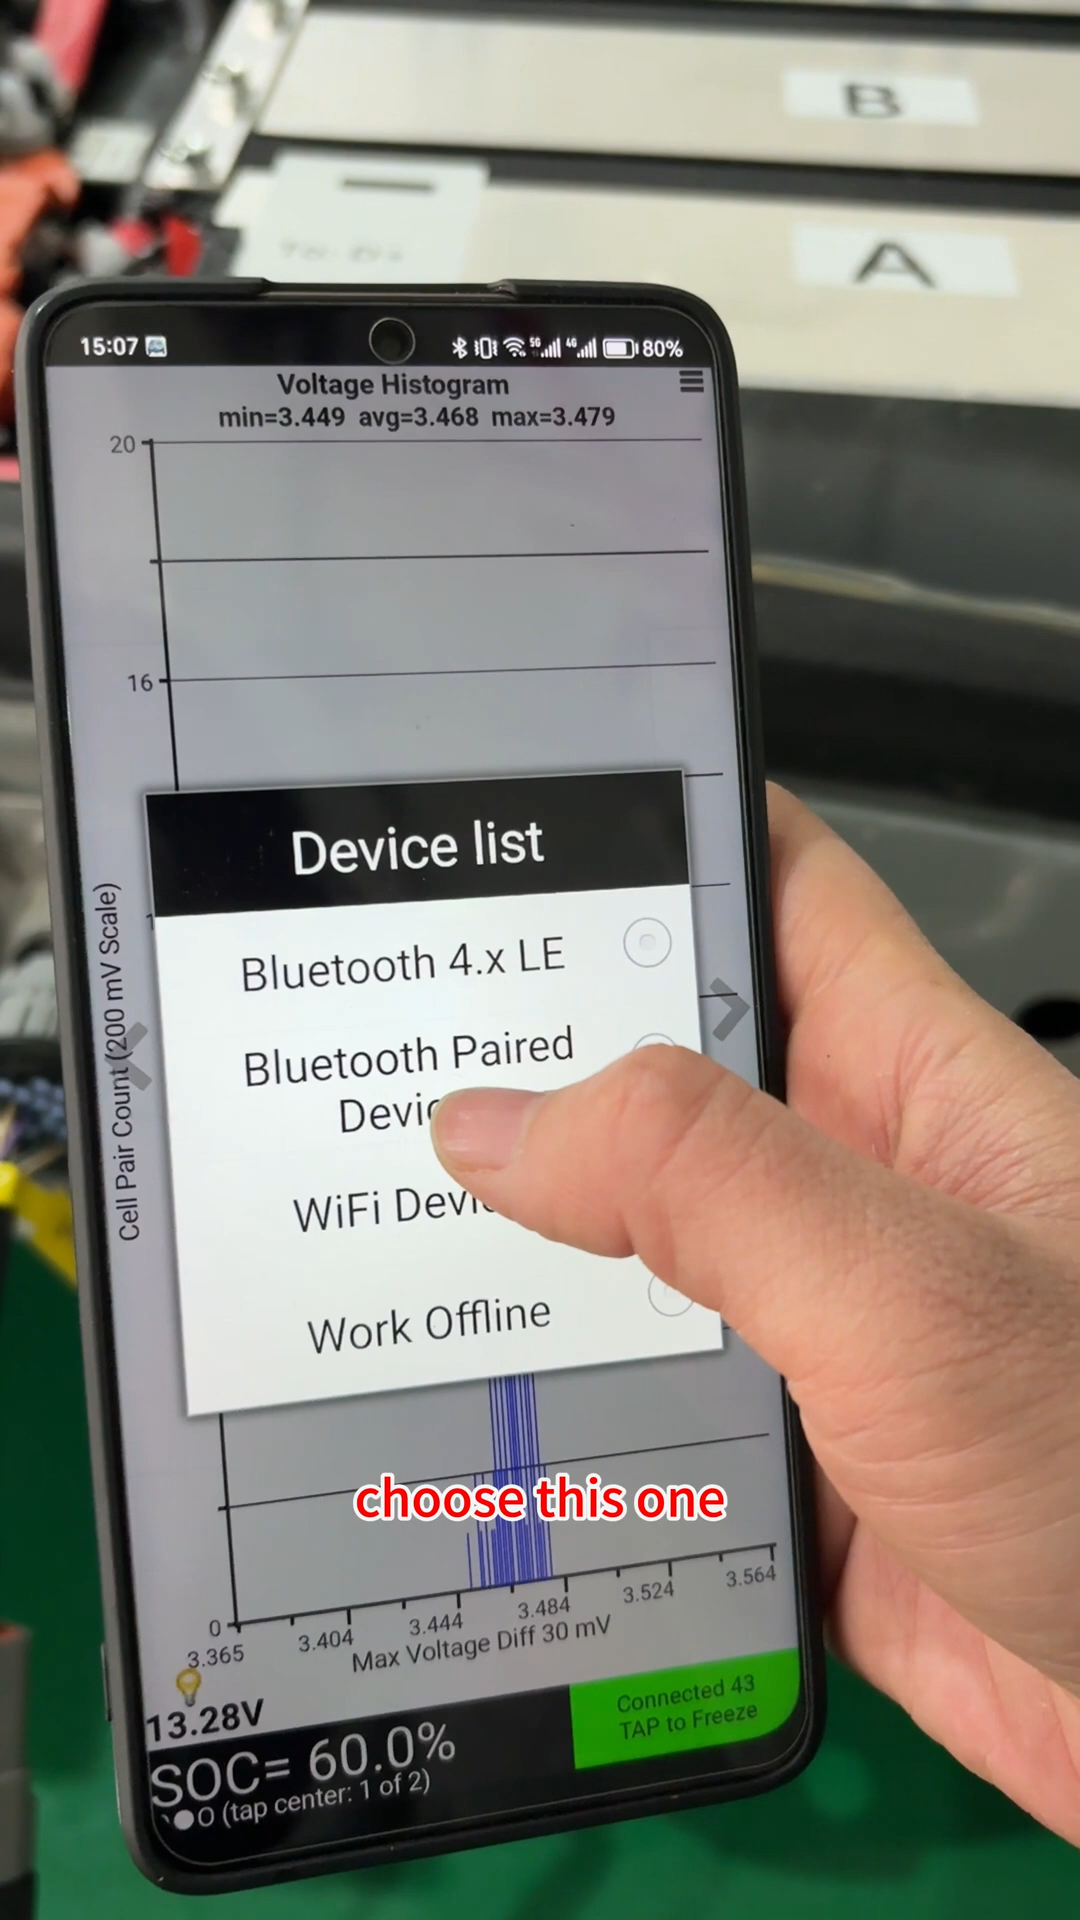 B
A
15:07
5G
4G
80%
Voltage Histogram
min=3.449 avg=3.468 max=3.479
20
16
Device list
Bluetooth 4.x LE
Bluetooth Paired
WiFi
Work Offline
Cell Pair Count (200 mV Scale)
choose this one
0
3.365
3.404
3.444
3.484
3.524
3.564
Max Voltage Diff 30 mV
13.28V
Connected 43
TAP to Freeze
SOC= 60.0%
(tap center: 1 of 2)